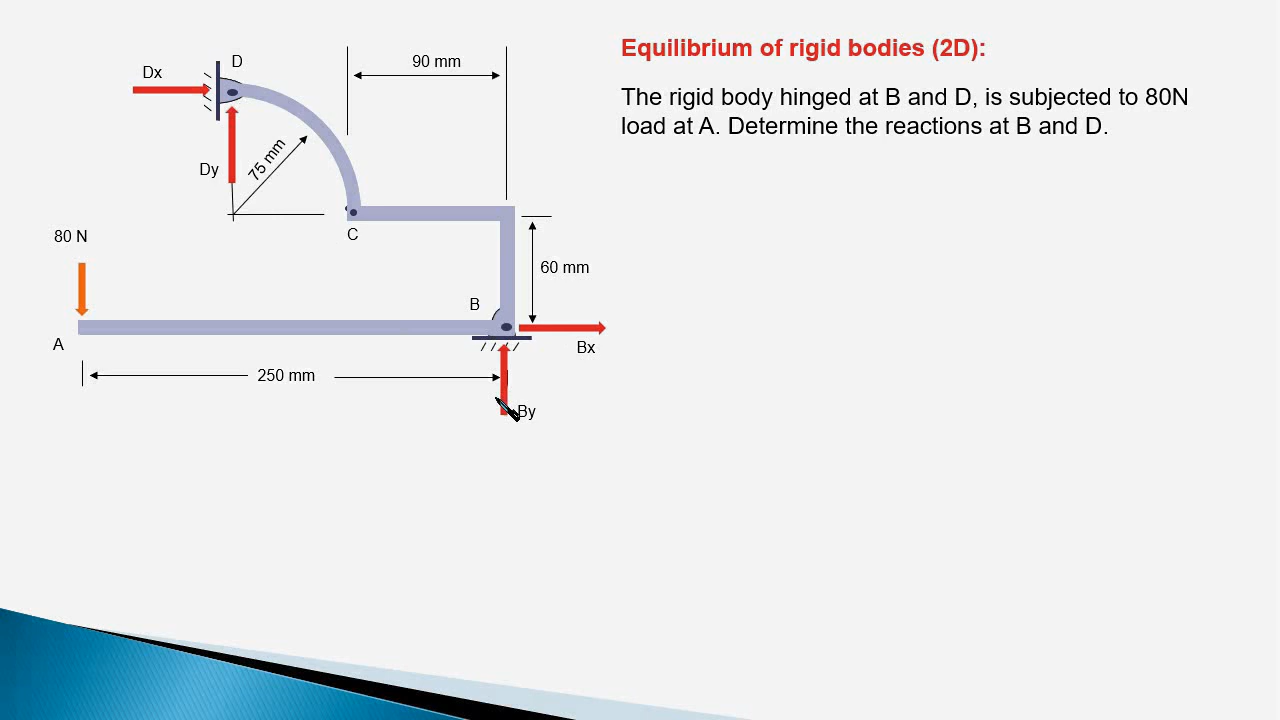 Equilibrium of rigid bodies (2D):
The rigid body hinged at B and D, is subjected to 80N
load at A. Determine the reactions at B and D.
D
90 mm
Dx
75 mm
Dy
80 N
C
60 mm
B
A
Bx
250 mm
By